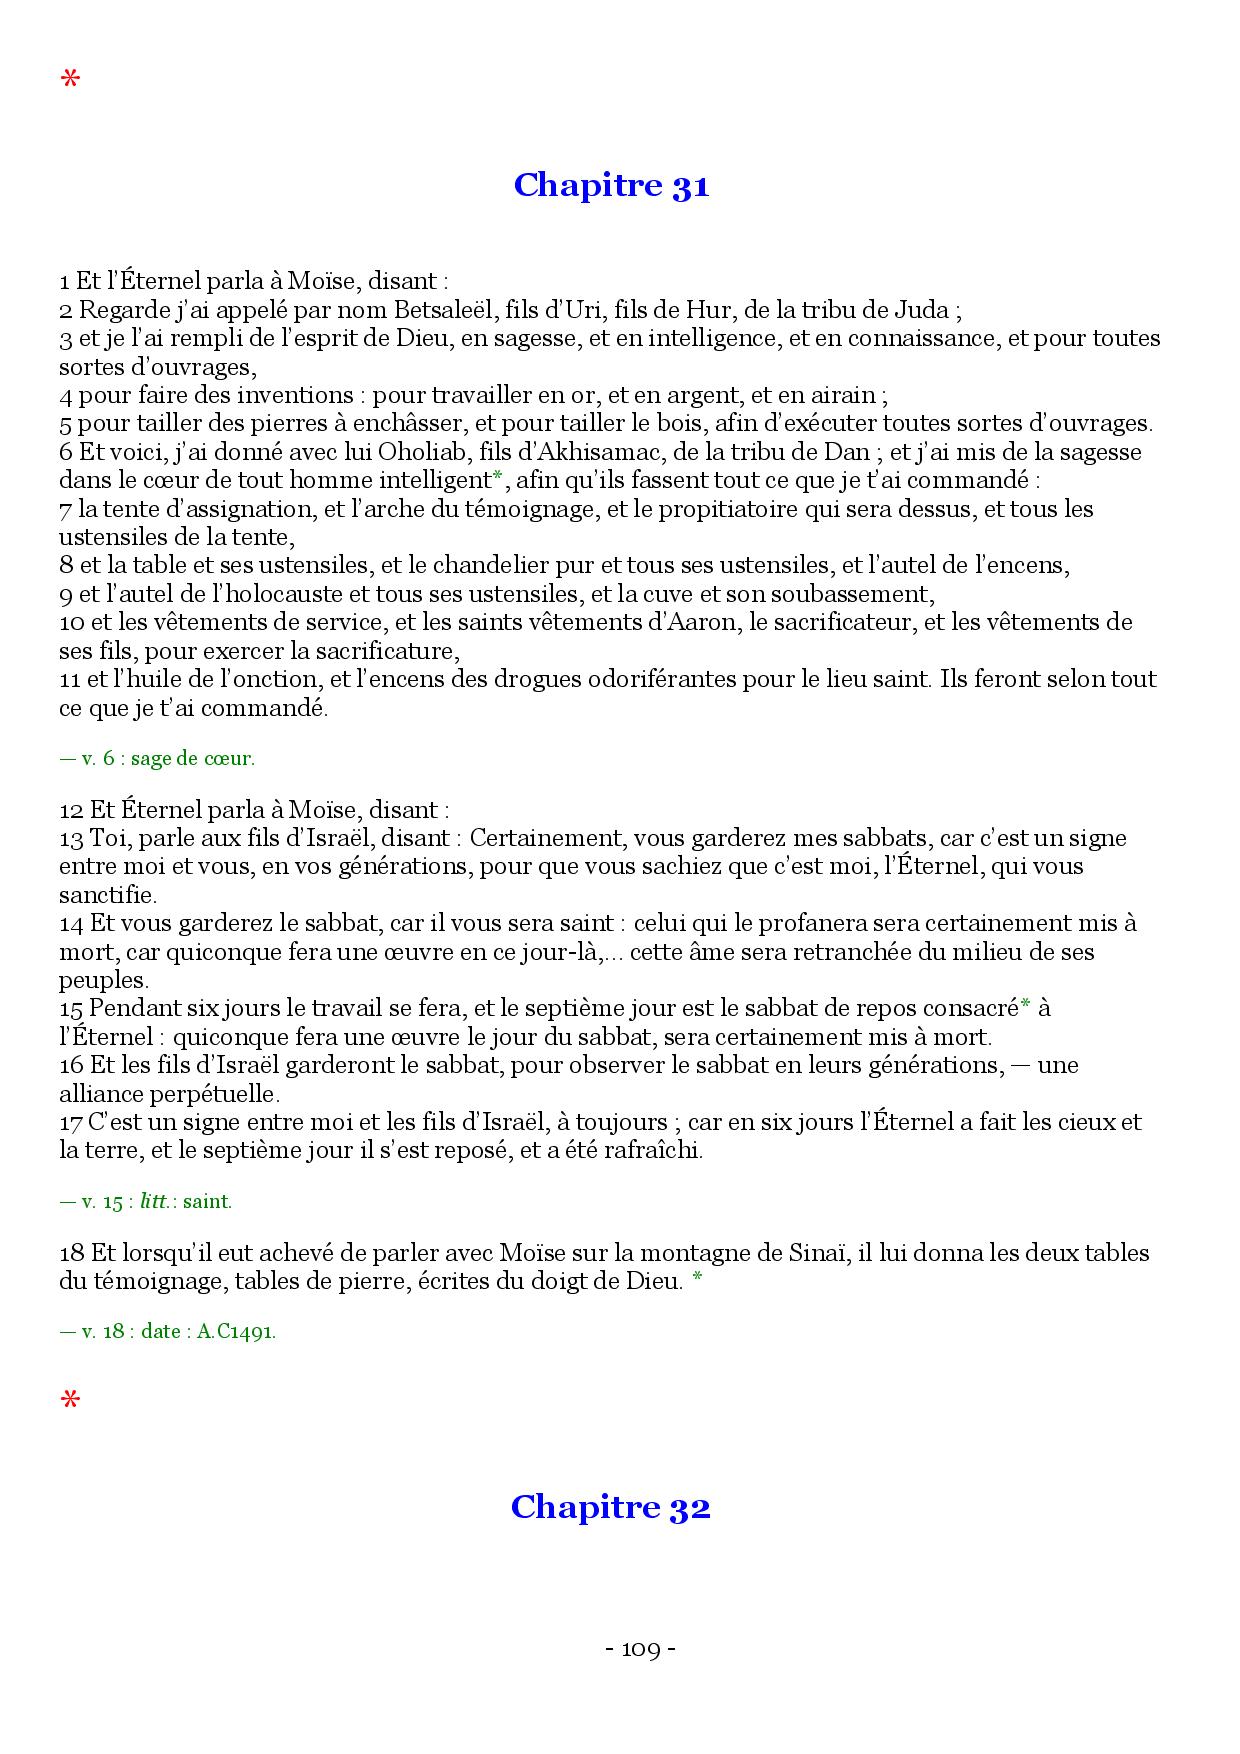 *
Chapitre 31
1 Et l’Éternel parla à Moïse, disant :
2 Regarde j’ai appelé par nom Betsaleël, fils d’Uri, fils de Hur, de la tribu de Juda ;
3 et je l’ai rempli de l’esprit de Dieu, en sagesse, et en intelligence, et en connaissance, et pour toutes
sortes d’ouvrages,
4 pour faire des inventions : pour travailler en or, et en argent, et en airain ;
5 pour tailler des pierres à enchâsser, et pour tailler le bois, afin d’exécuter toutes sortes d’ouvrages.
6 Et voici, j’ai donné avec lui Oholiab, fils d’Akhisamac, de la tribu de Dan ; et j’ai mis de la sagesse
dans le cœur de tout homme intelligent*, afin qu’ils fassent tout ce que je t’ai commandé :
7 la tente d’assignation, et l’arche du témoignage, et le propitiatoire qui sera dessus, et tous les
ustensiles de la tente,
8 et la table et ses ustensiles, et le chandelier pur et tous ses ustensiles, et l’autel de l’encens,
9 et l’autel de l’holocauste et tous ses ustensiles, et la cuve et son soubassement,
10 et les vêtements de service, et les saints vêtements d’Aaron, le sacrificateur, et les vêtements de
ses fils, pour exercer la sacrificature,
11 et l’huile de l’onction, et l’encens des drogues odoriférantes pour le lieu saint. Ils feront selon tout
ce que je t’ai commandé.
— v. 6 : sage de cœur.
12 Et Éternel parla à Moïse, disant :
13 Toi, parle aux fils d’Israël, disant : Certainement, vous garderez mes sabbats, car c’est un signe
entre moi et vous, en vos générations, pour que vous sachiez que c’est moi, l’Éternel, qui vous
sanctifie.
14 Et vous garderez le sabbat, car il vous sera saint : celui qui le profanera sera certainement mis à
mort, car quiconque fera une œuvre en ce jour-là,... cette âme sera retranchée du milieu de ses
peuples.
15 Pendant six jours le travail se fera, et le septième jour est le sabbat de repos consacré* à
l’Éternel : quiconque fera une œuvre le jour du sabbat, sera certainement mis à mort.
16 Et les fils d’Israël garderont le sabbat, pour observer le sabbat en leurs générations, — une
alliance perpétuelle.
17 C’est un signe entre moi et les fils d’Israël, à toujours ; car en six jours l’Éternel a fait les cieux et
la terre, et le septième jour il s’est reposé, et a été rafraîchi.
— v. 15 : litt.: saint.
18 Et lorsqu’il eut achevé de parler avec Moïse sur la montagne de Sinaï, il lui donna les deux tables
du témoignage, tables de pierre, écrites du doigt de Dieu. *
— v. 18 : date : A.C1491.
*
Chapitre 32
- 109 -